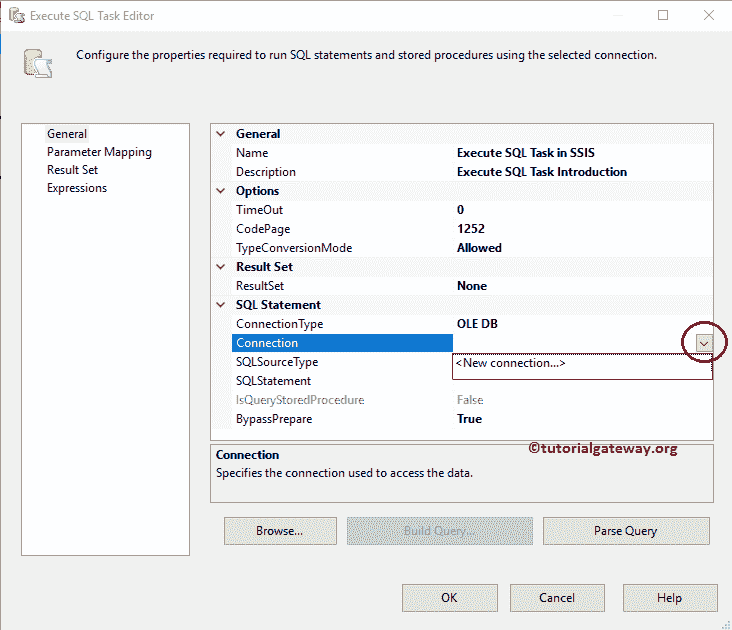 Execute SQL Task Editor
Configure the properties required to run SQL statements and stored procedures using the selected connection.
General
Parameter Mapping
Result Set
Expressions
General
Name Execute SQL Task in SSIS
Description Execute SQL Task Introduction
Options
TimeOut 0
CodePage 1252
TypeConversionMode Allowed
Result Set
ResultSet None
SQL Statement
ConnectionType OLE DB
Connection
SQLSourceType <New connection...>
SQLStatement
IsQueryStoredProcedure False
BypassPrepare True
©tutorialgateway.org
Connection
Specifies the connection used to access the data.
Browse... Build Query... Parse Query
OK Cancel Help